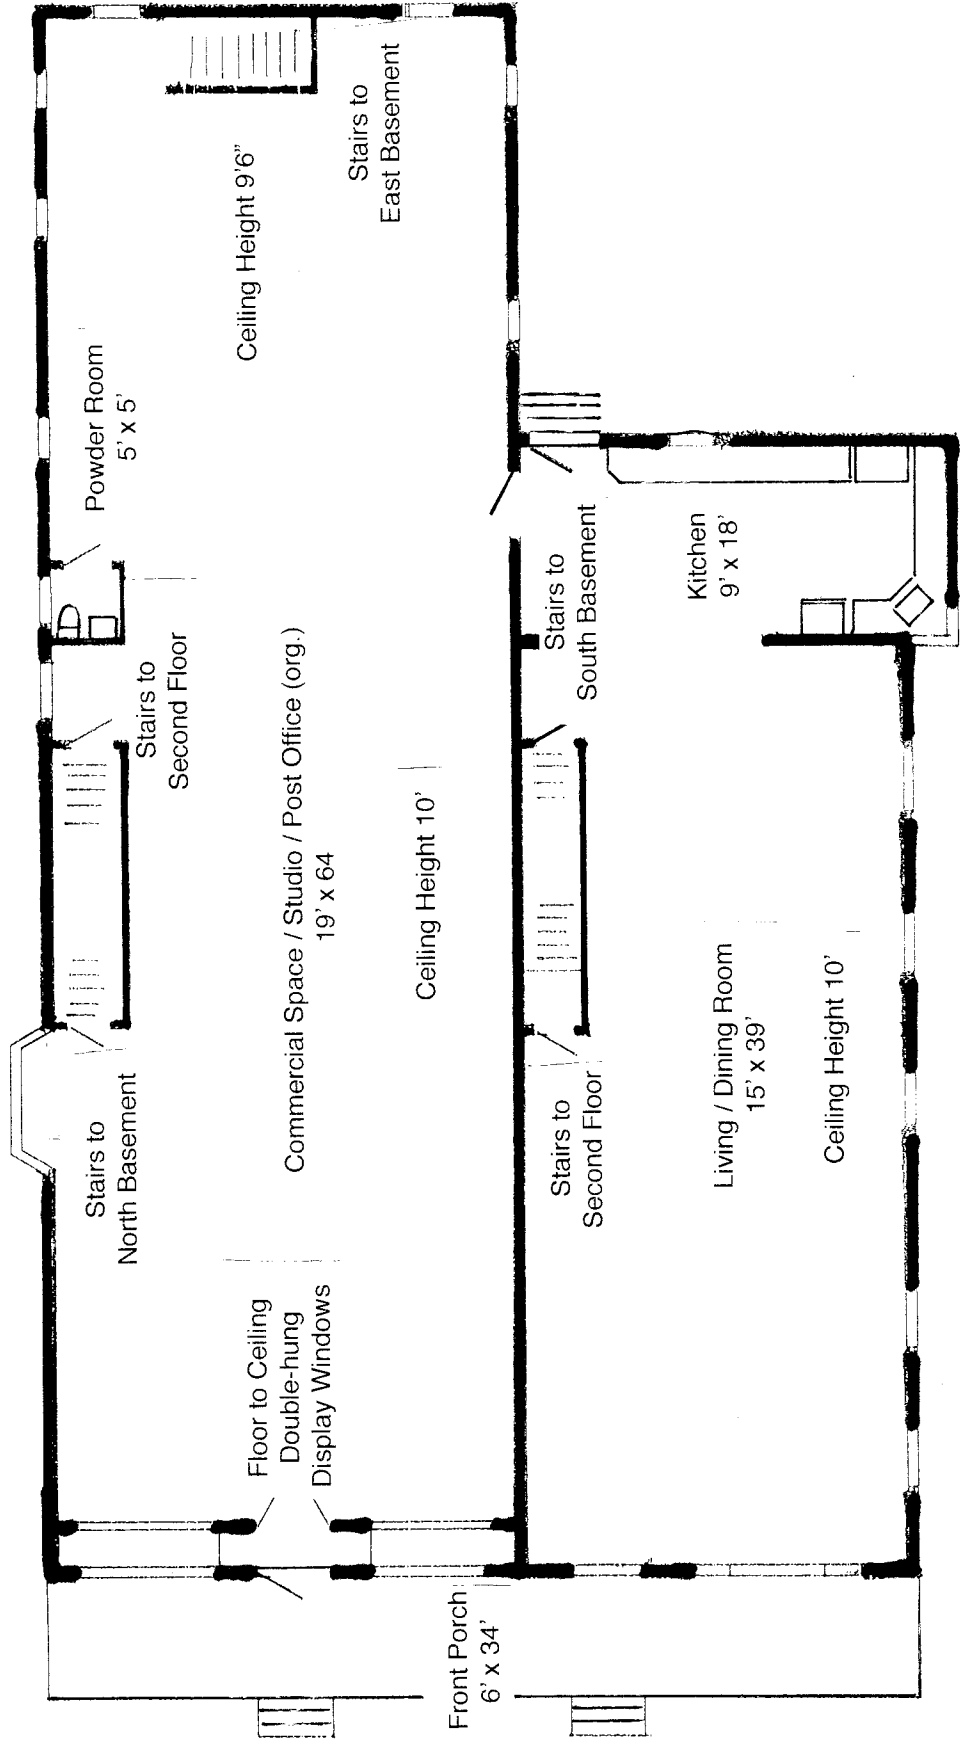 Stairs to
East Basement
Ceiling Height 9'6"
Powder Room
5' x 5'
Stairs to
Second Floor
Commercial Space / Studio / Post Office (org.)
19' x 64
Ceiling Height 10'
Stairs to
South Basement
Kitchen
9' x 18'
Stairs to
North Basement
Stairs to
Second Floor
Living / Dining Room
15' x 39'
Ceiling Height 10'
Floor to Ceiling
Double-hung
Display Windows
Front Porch
6' x 34'